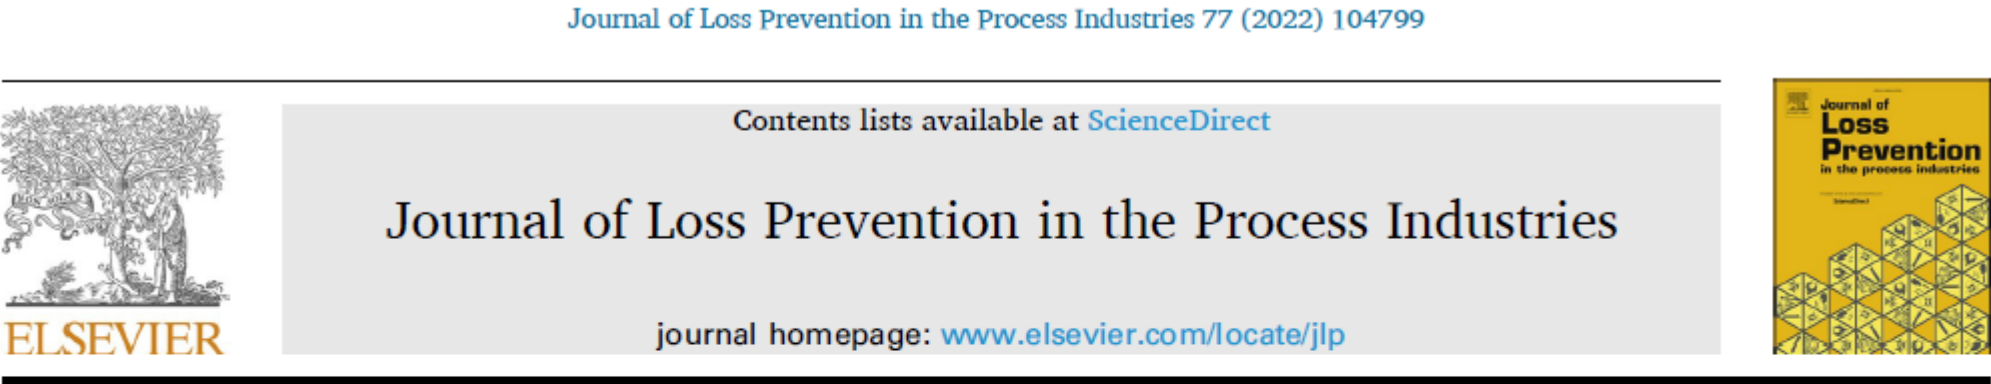 Journal of Loss Prevention in the Process Industries 77 (2022) 104799
Contents lists available at ScienceDirect
Journal of Loss Prevention in the Process Industries
journal homepage: www.elsevier.com/locate/jlp
ELSEVIER
Journal of
Loss
Prevention
in the process industries